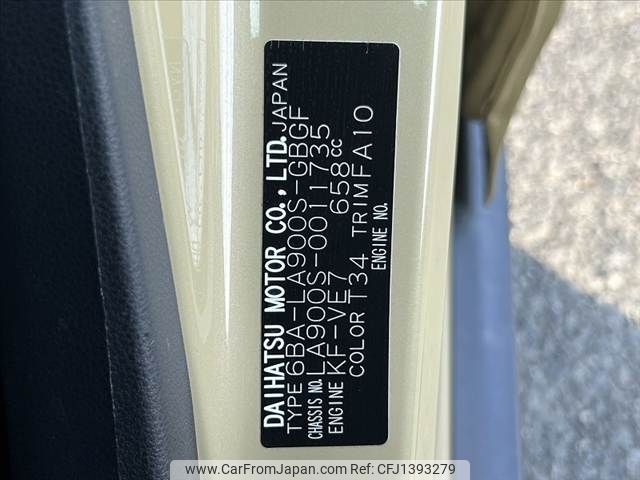 DAIHATSU MOTOR CO., LTD. JAPAN
TYPE 6BA-LA900S-GBGF
CHASSIS NO. LA900S-0011735
ENGINE KF-VE7 658cc
COLOR T34 TRIM FA10
ENGINE NO.
www.CarFromJapan.com | © CarFromJapan | CFJ1393279